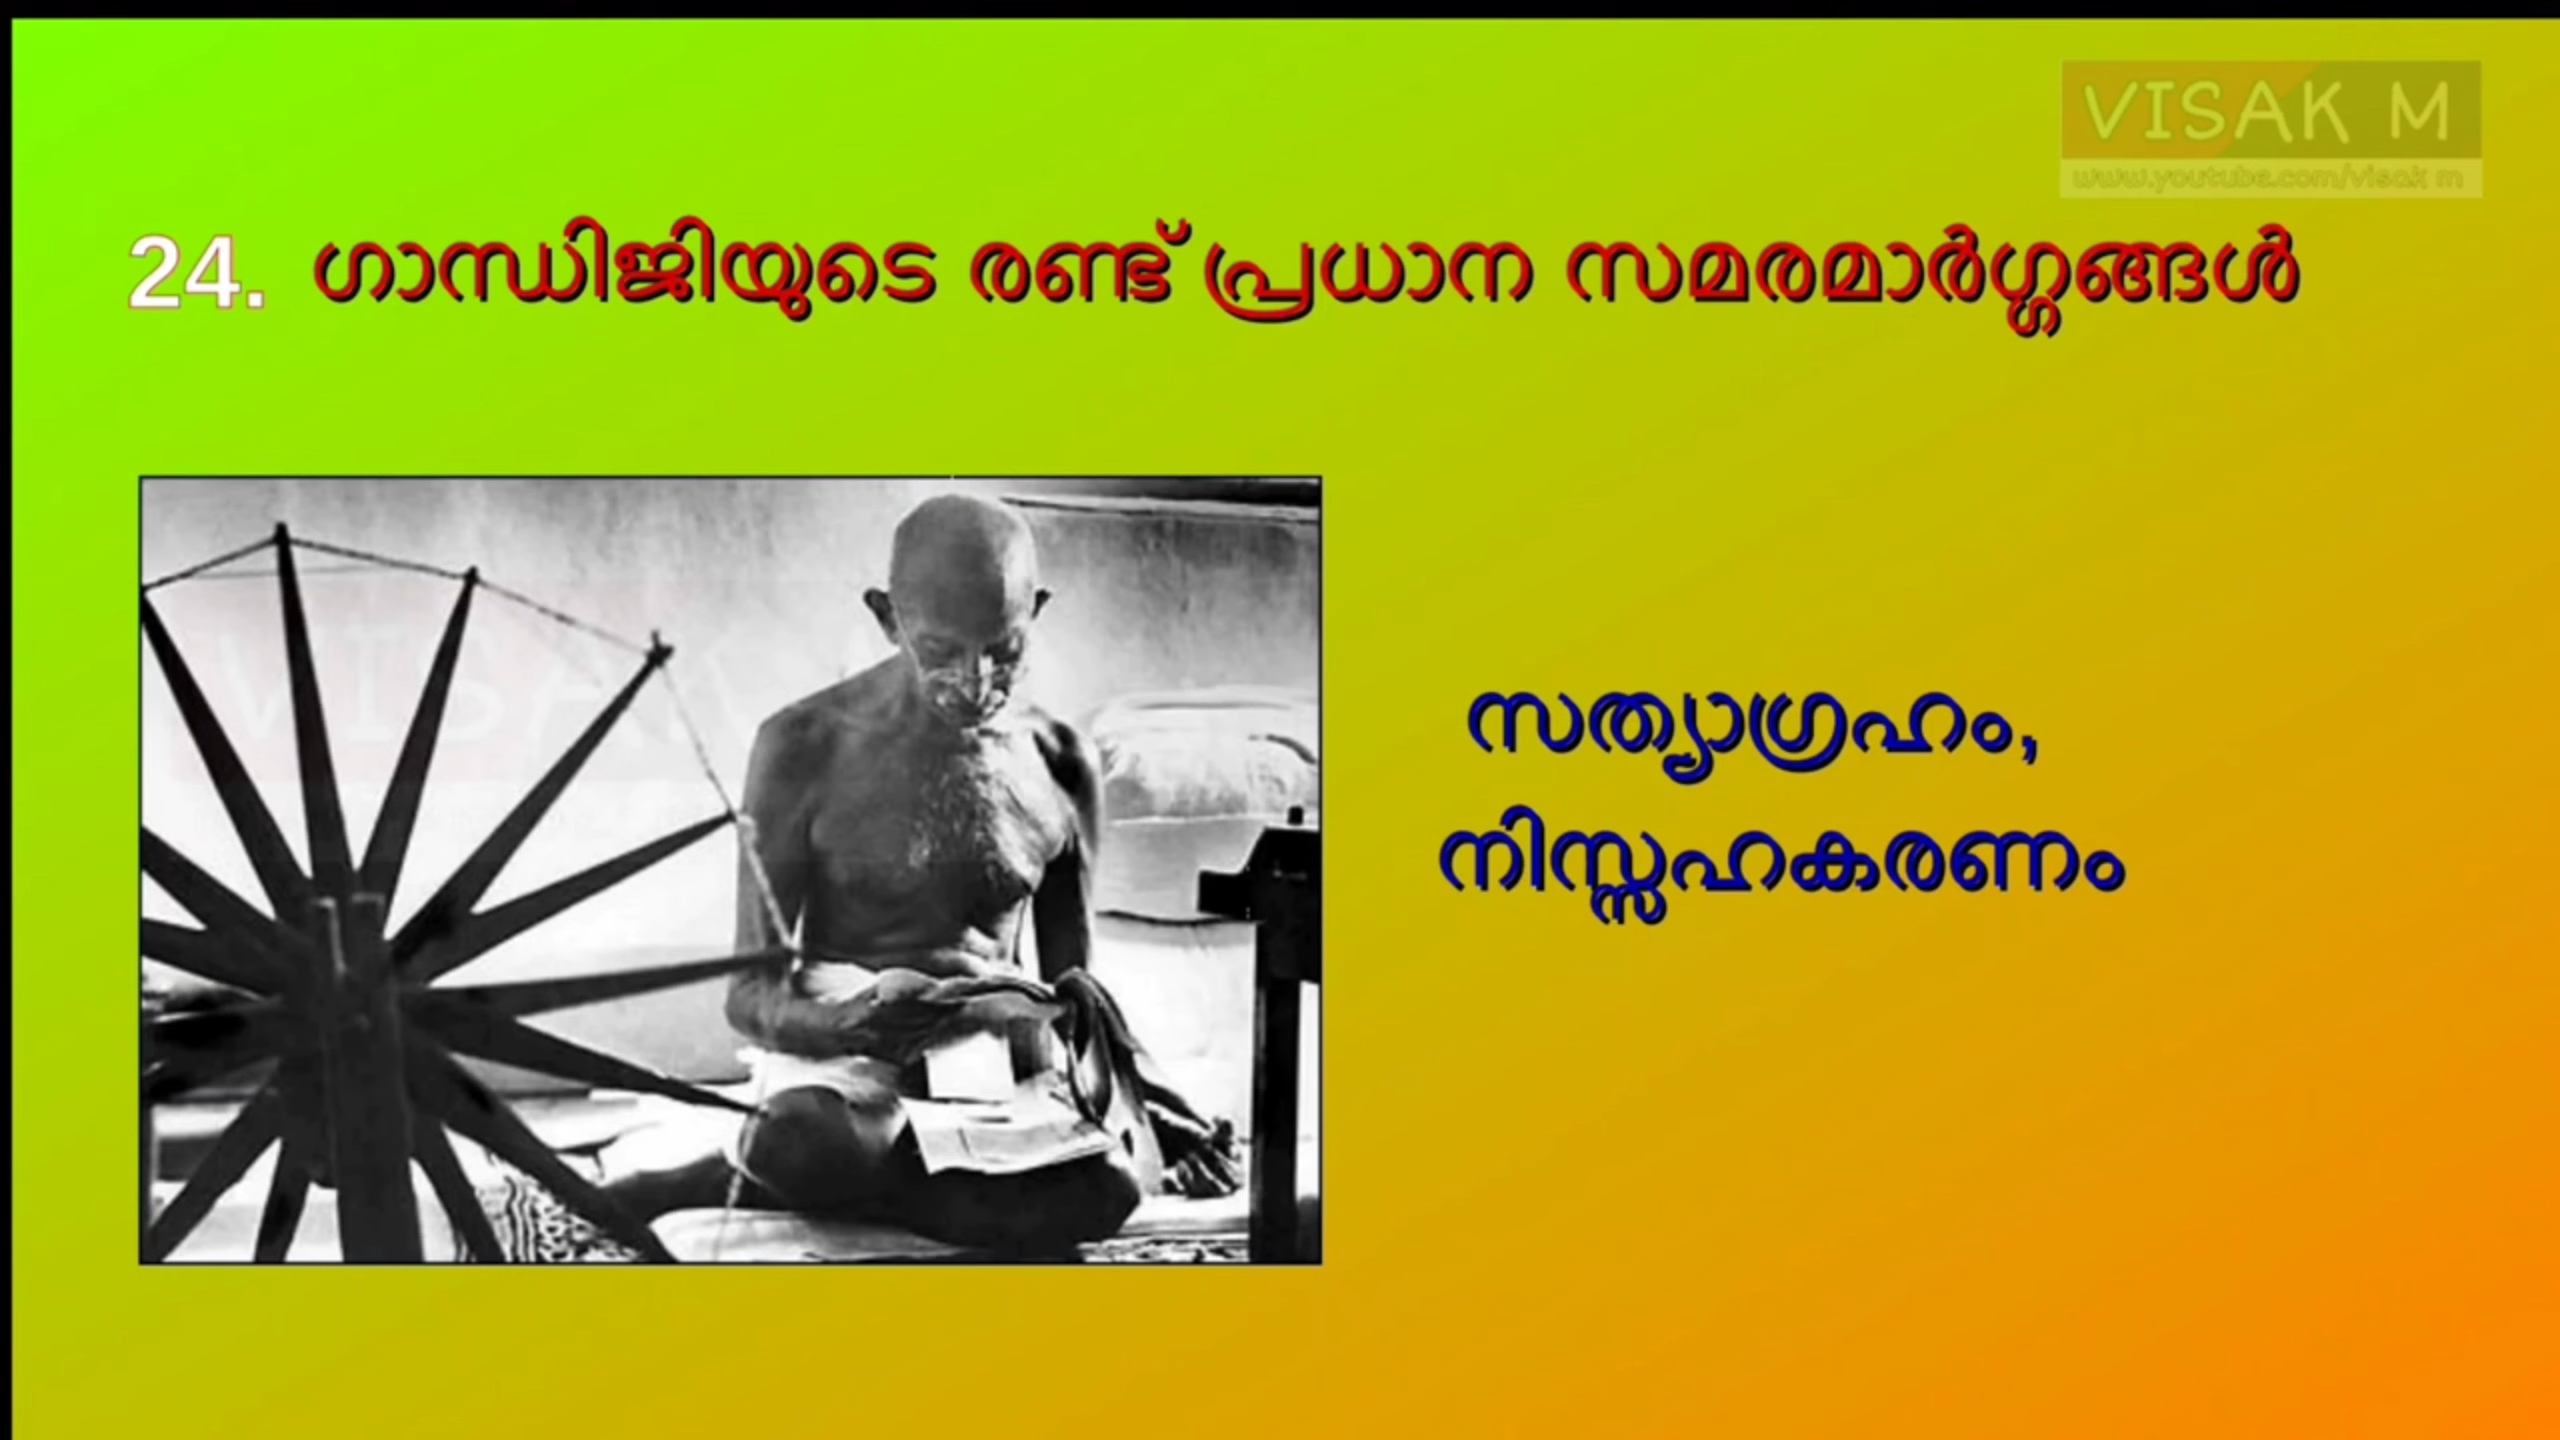 VISAK M
www.youtube.com/visak m
24. ഗാന്ധിജിയുടെ രണ്ട് പ്രധാന സമരമാർഗ്ഗങ്ങൾ
സത്യാഗ്രഹം,
നിസ്സഹകരണം